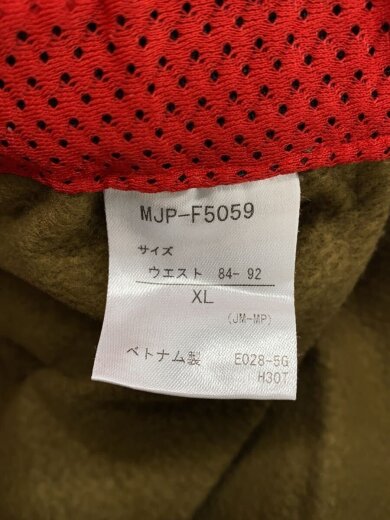 MJP-F5059
サイズ
ウエスト 84- 92
XL
(JM-MP)
ベトナム製 E028-5G
H30T